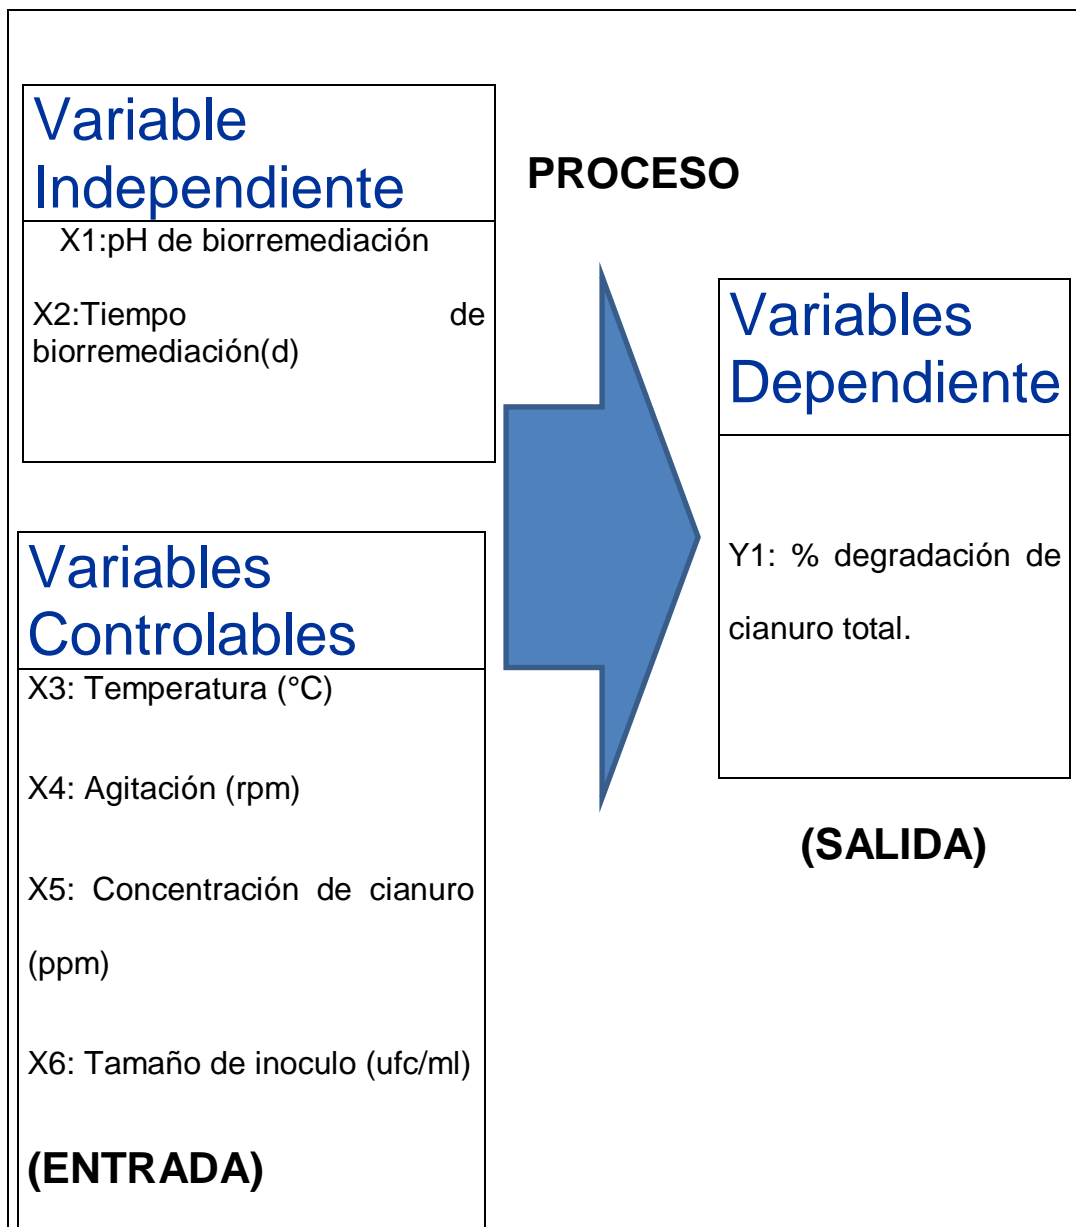 Variable
Independiente
X1:pH de biorremediación
X2:Tiempo de
biorremediación(d)
PROCESO
Variables
Controlables
X3: Temperatura (°C)
X4: Agitación (rpm)
X5: Concentración de cianuro
(ppm)
X6: Tamaño de inoculo (ufc/ml)
(ENTRADA)
Variables
Dependiente
Y1: % degradación de
cianuro total.
(SALIDA)